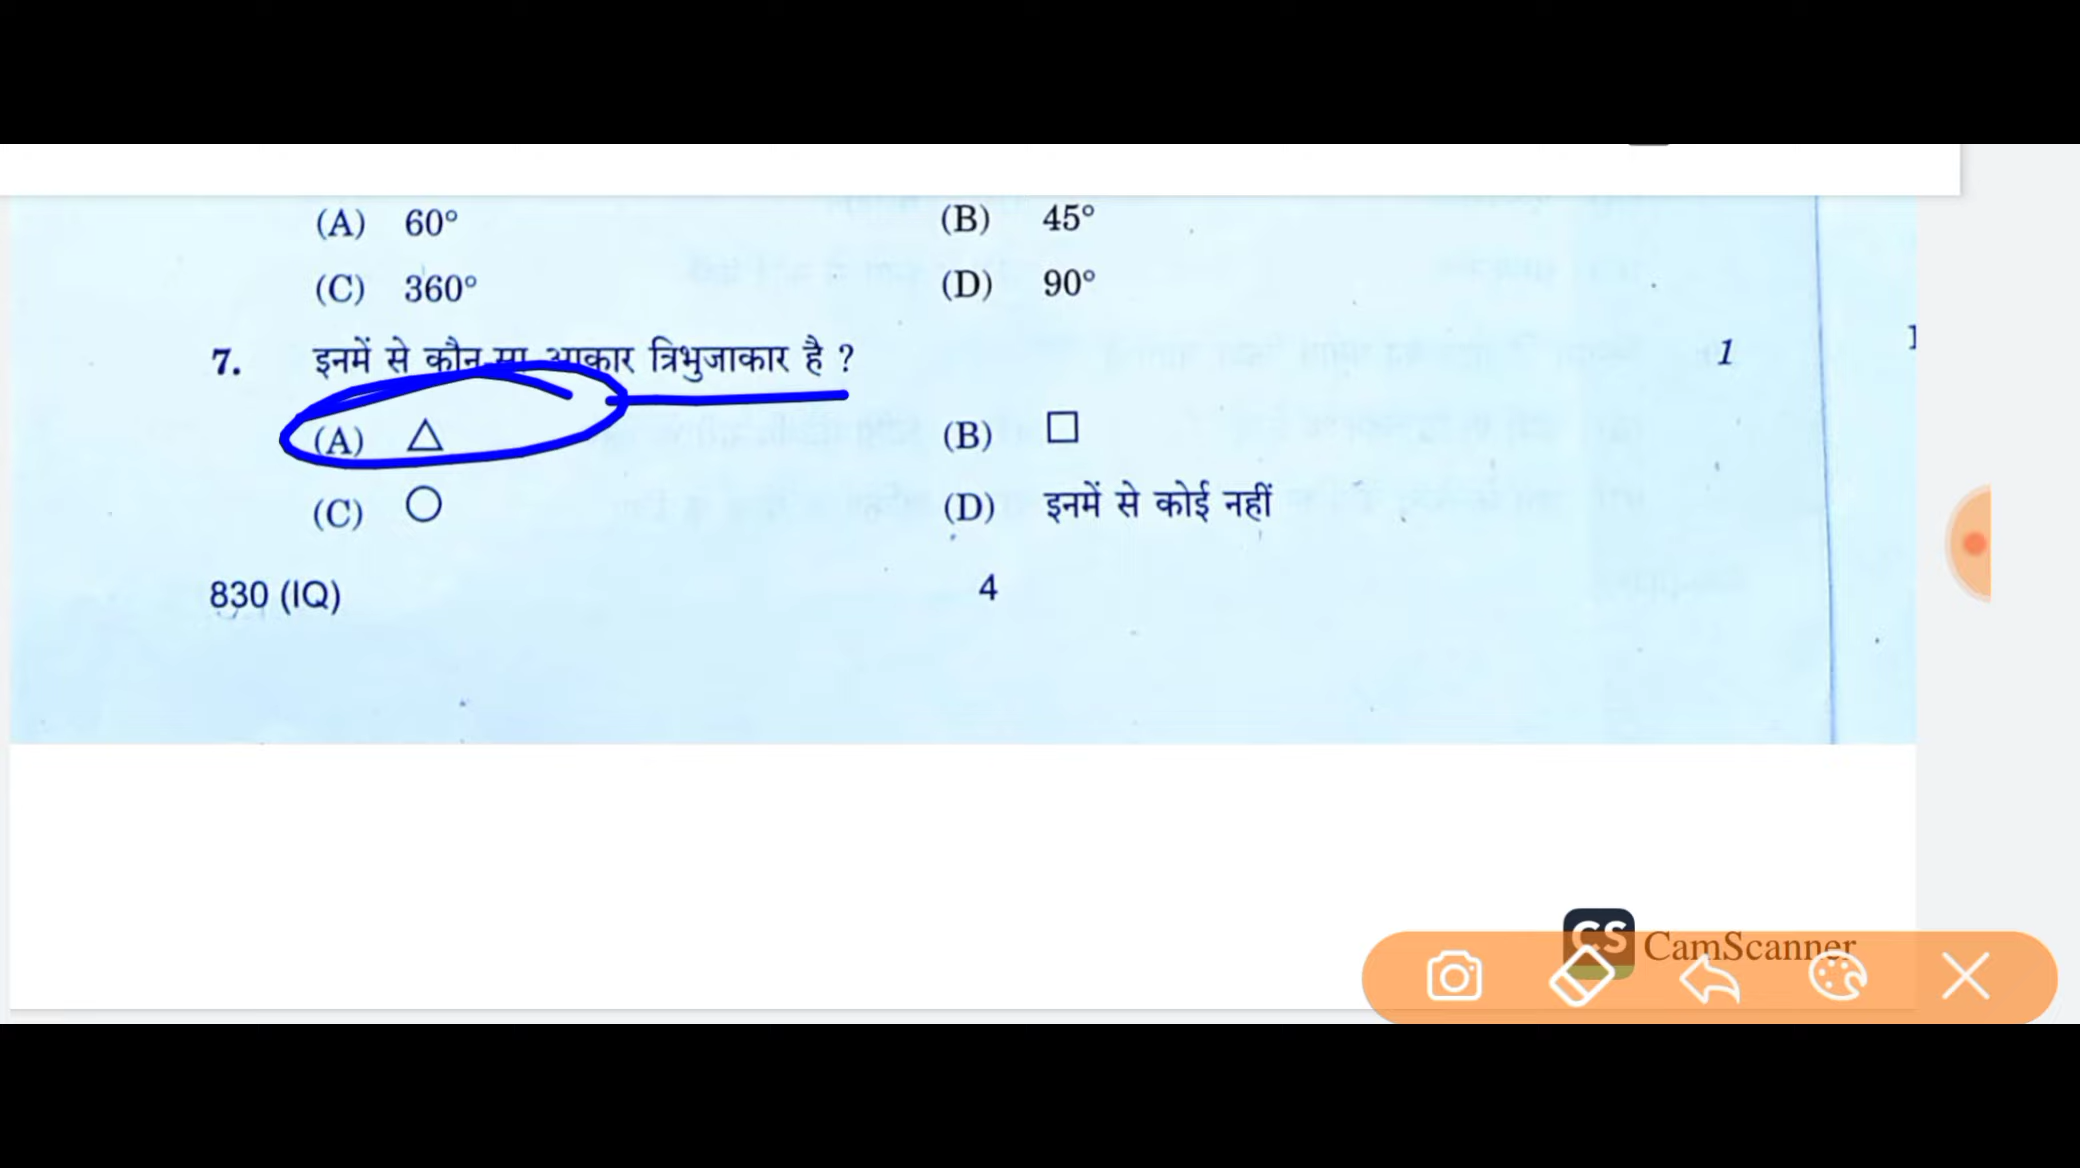 (A) 60° (B) 45°
(C) 360° (D) 90°
7. इनमें से कौन सा आकार त्रिभुजाकार है ? 1
(A) △ (B) □
(C) ○ (D) इनमें से कोई नहीं
830 (IQ) 4
CS CamScanner